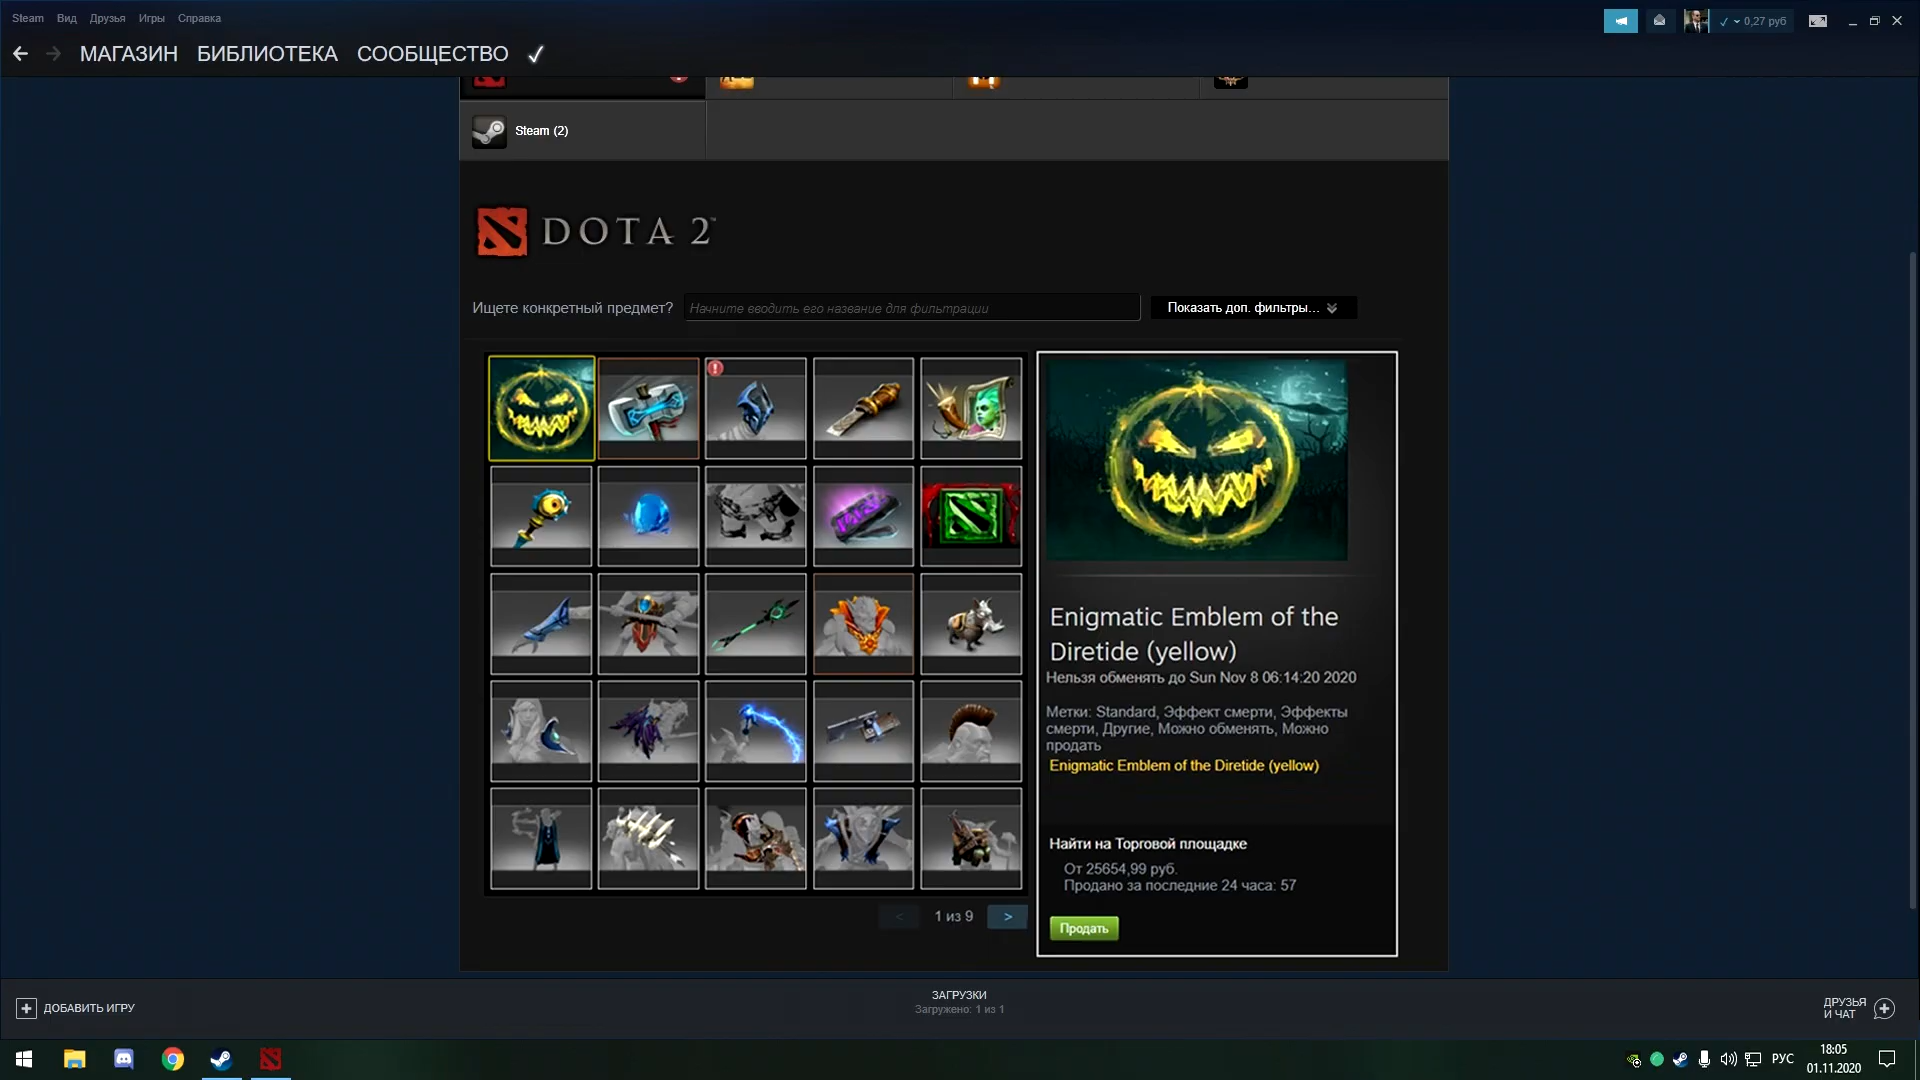 Steam Вид Друзья Игры Справка
0,27 руб
МАГАЗИН БИБЛИОТЕКА СООБЩЕСТВО
Steam (2)
DOTA 2™
Ищете конкретный предмет? Начните вводить его название для фильтрации Показать доп. фильтры...
Enigmatic Emblem of the
Diretide (yellow)
Нельзя обменять до Sun Nov 8 06:14:20 2020
Метки: Standard, Эффект смерти, Эффекты
смерти, Другие, Можно обменять, Можно
продать
Enigmatic Emblem of the Diretide (yellow)
Найти на Торговой площадке
От 25654,99 руб.
Продано за последние 24 часа: 57
Продать
< 1 из 9 >
ДОБАВИТЬ ИГРУ
ЗАГРУЗКИ
Загружено: 1 из 1
ДРУЗЬЯ
И ЧАТ
РУС
18:05
01.11.2020